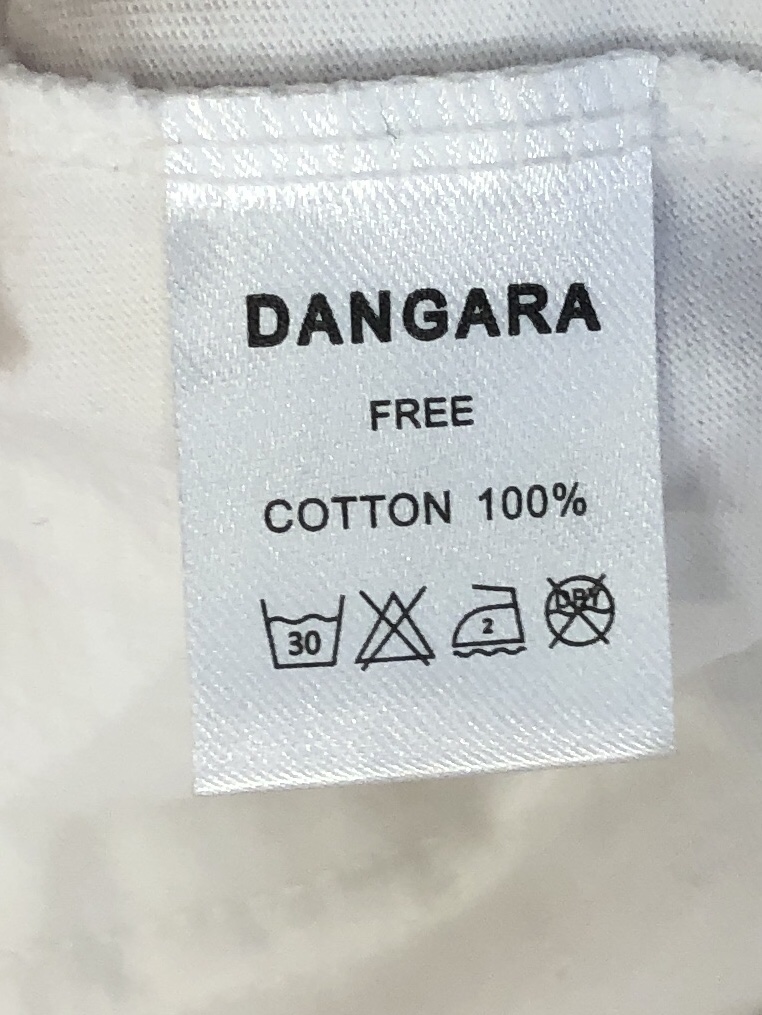 DANGARA
FREE
COTTON 100%
30 2 DRY